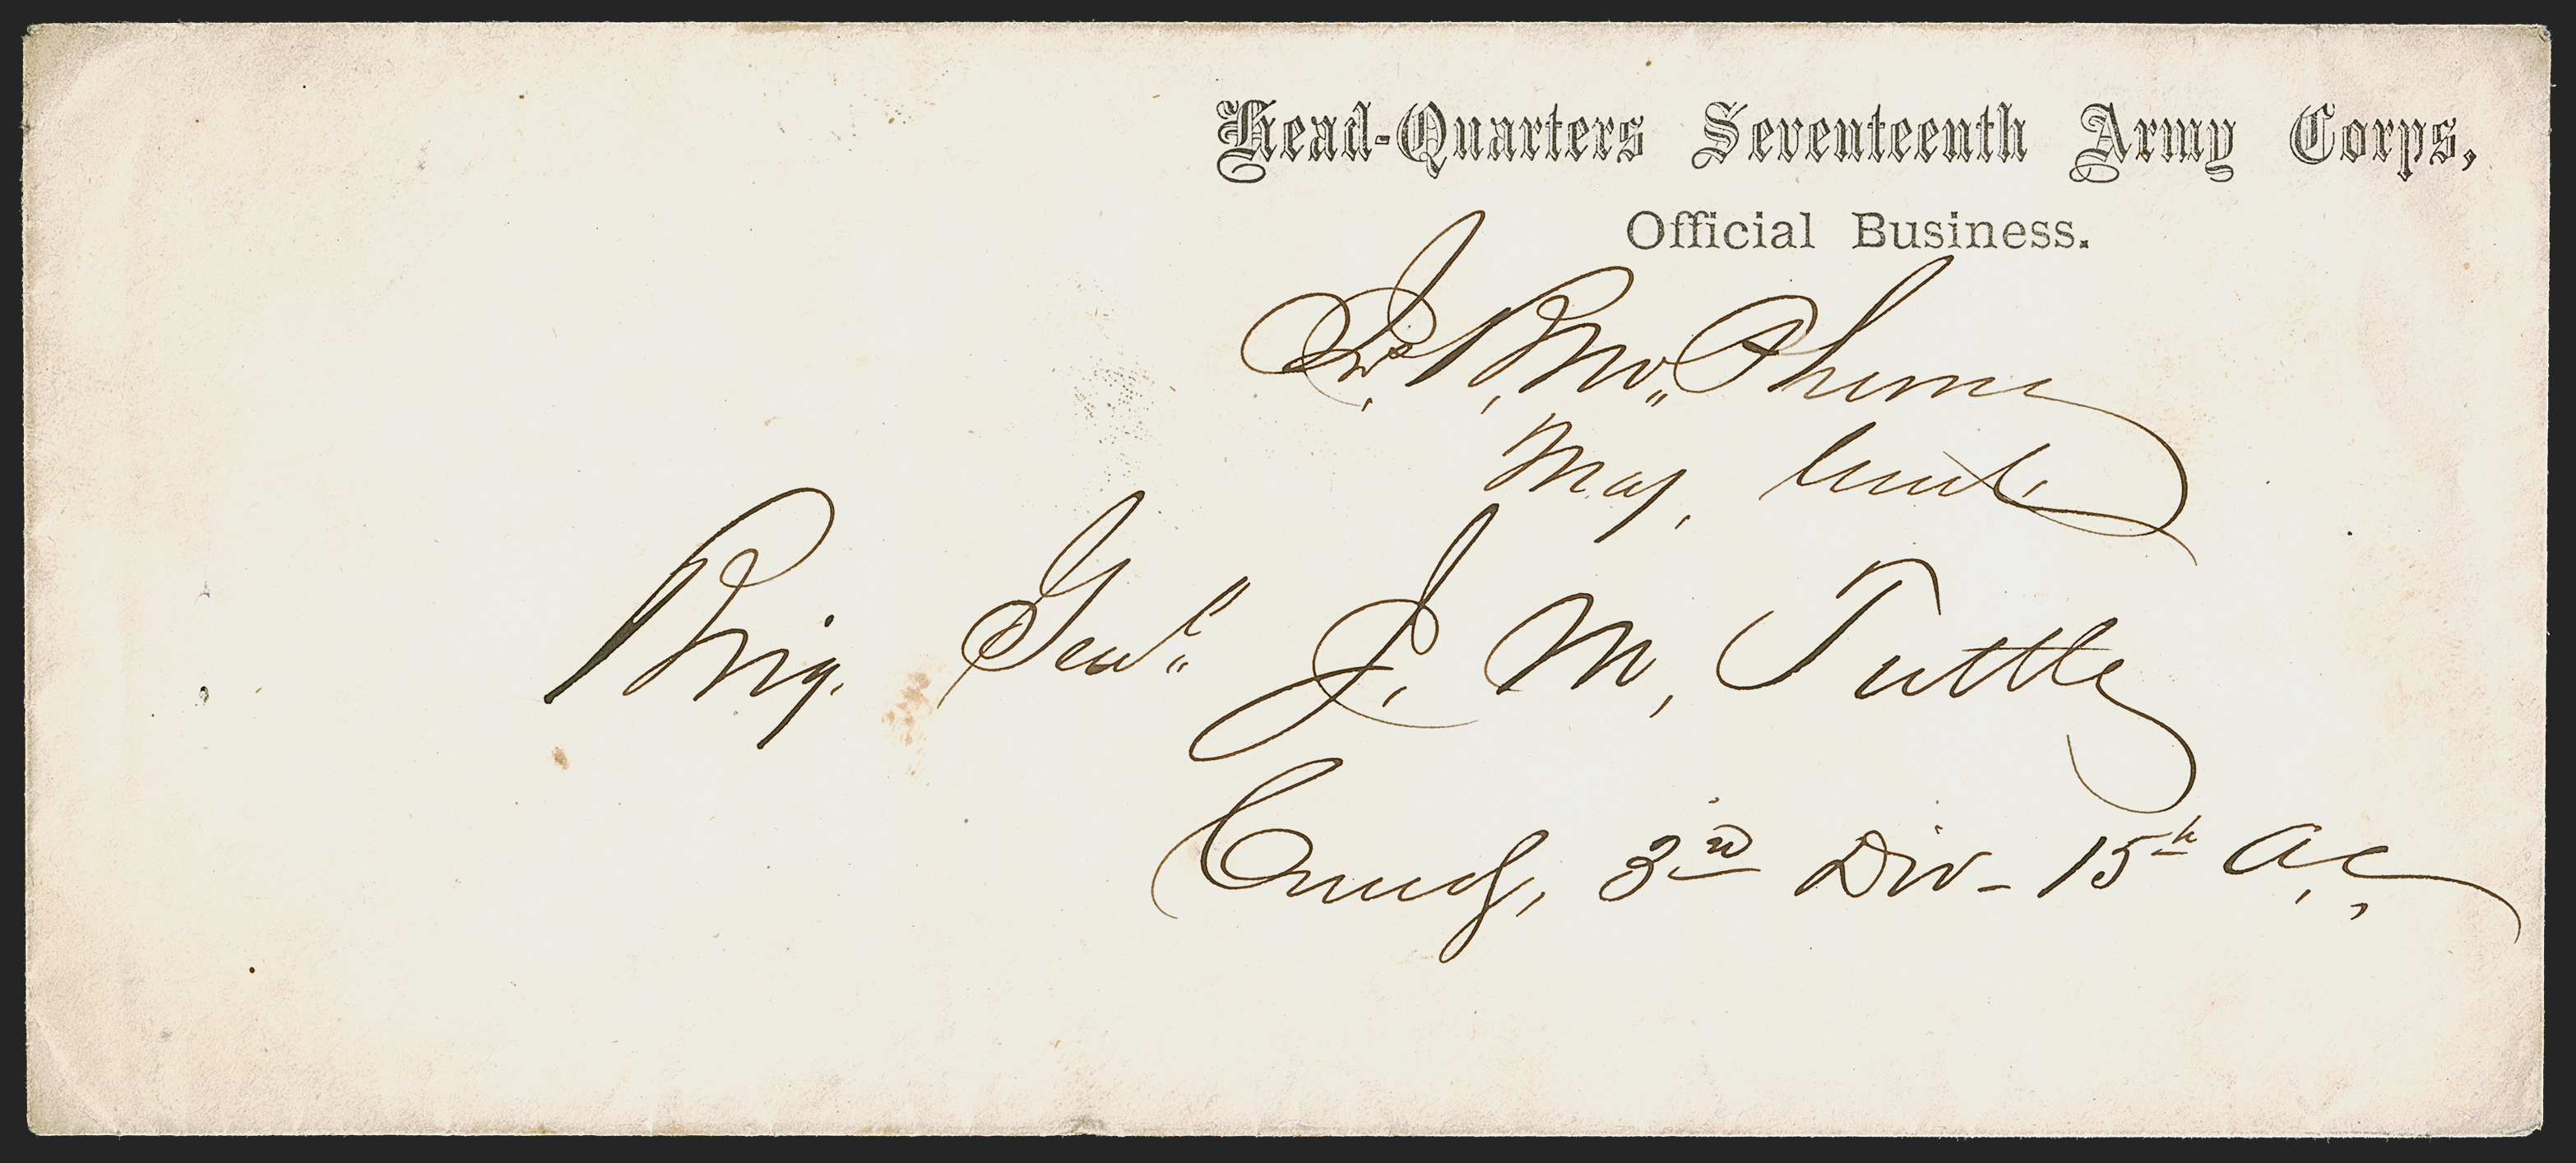 Head-Quarters Seventeenth Army Corps,
Official Business.
Jas. B. McPherson
Maj. Genl.
Brig. Genl. J. M. Tuttle
Comdg, 3rd Div - 15th A.C.